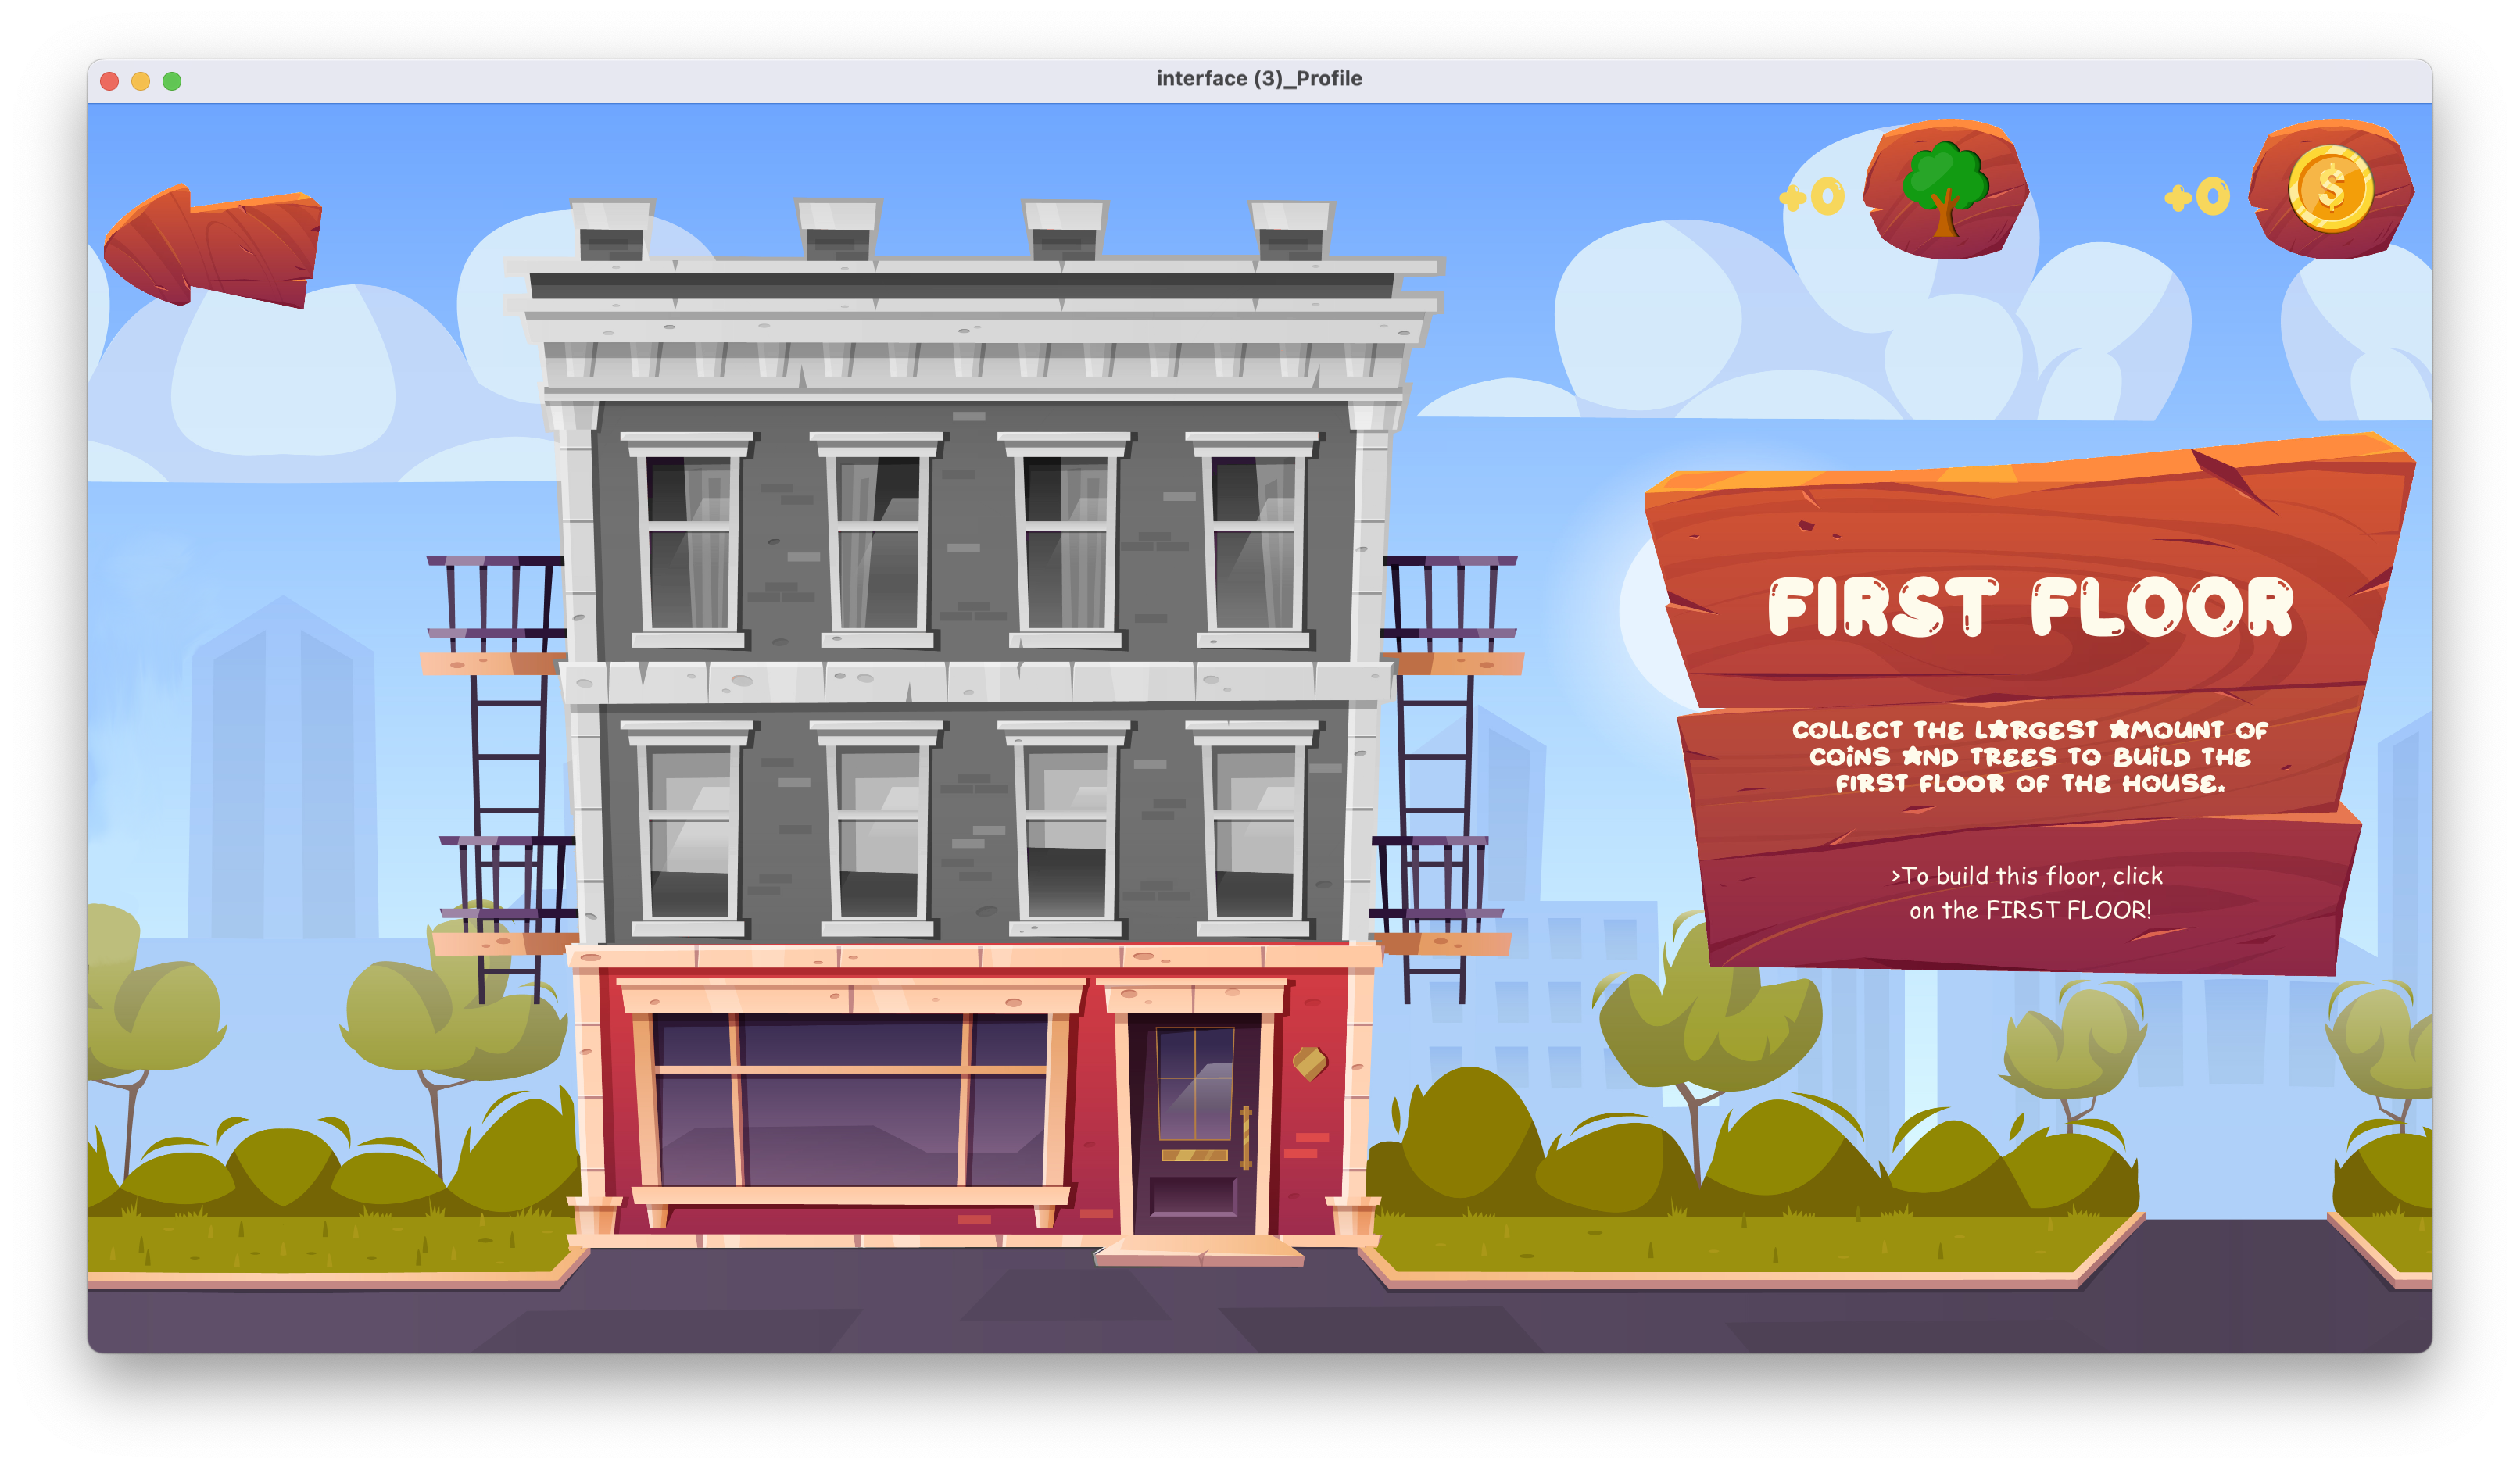 interface (3)_Profile
+0
+0
$
FIRST FLOOR
COLLECT THE LARGEST AMOUNT OF
COINS AND TREES TO BUILD THE
FIRST FLOOR OF THE HOUSE.
>To build this floor, click
on the FIRST FLOOR!